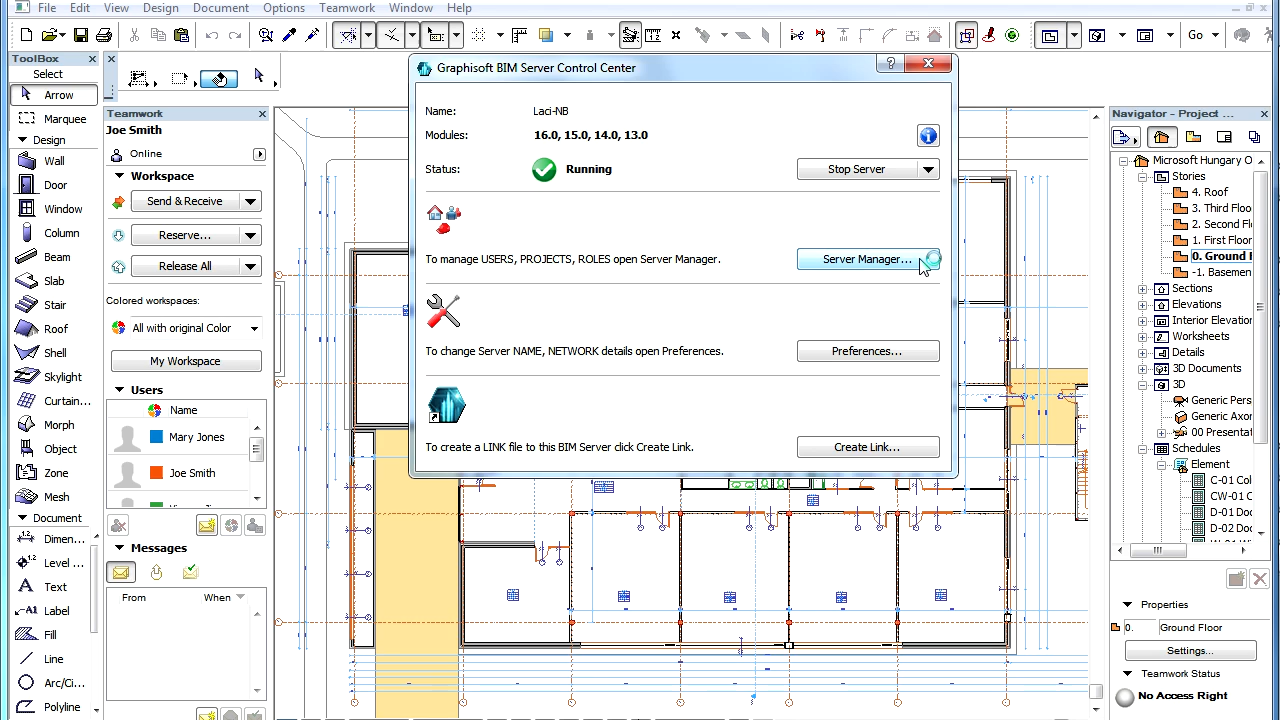 File Edit View Design Document Options Teamwork Window Help
Go
ToolBox
Select
Arrow
Marquee
Design
Wall
Door
Window
Column
Beam
Slab
Stair
Roof
Shell
Skylight
Curtain...
Morph
Object
Zone
Mesh
Document
Dimen...
Level ...
Text
Label
Fill
Line
Arc/Ci...
Polyline
Teamwork
Joe Smith
Online
Workspace
Send & Receive
Reserve...
Release All
Colored workspaces:
All with original Color
My Workspace
Users
Name
Mary Jones
Joe Smith
Messages
From When
Graphisoft BIM Server Control Center
Name: Laci-NB
Modules: 16.0, 15.0, 14.0, 13.0
Status: Running
Stop Server
To manage USERS, PROJECTS, ROLES open Server Manager.
Server Manager...
To change Server NAME, NETWORK details open Preferences.
Preferences...
To create a LINK file to this BIM Server click Create Link.
Create Link...
Navigator - Project ...
Microsoft Hungary O
Stories
4. Roof
3. Third Floo
2. Second Fl
1. First Floor
0. Ground F
-1. Basemen
Sections
Elevations
Interior Elevation
Worksheets
Details
3D Documents
3D
Generic Pers
Generic Axon
00 Presentat
Schedules
Element
C-01 Col
CW-01 C
D-01 Doo
D-02 Doo
Properties
0. Ground Floor
Settings...
Teamwork Status
No Access Right